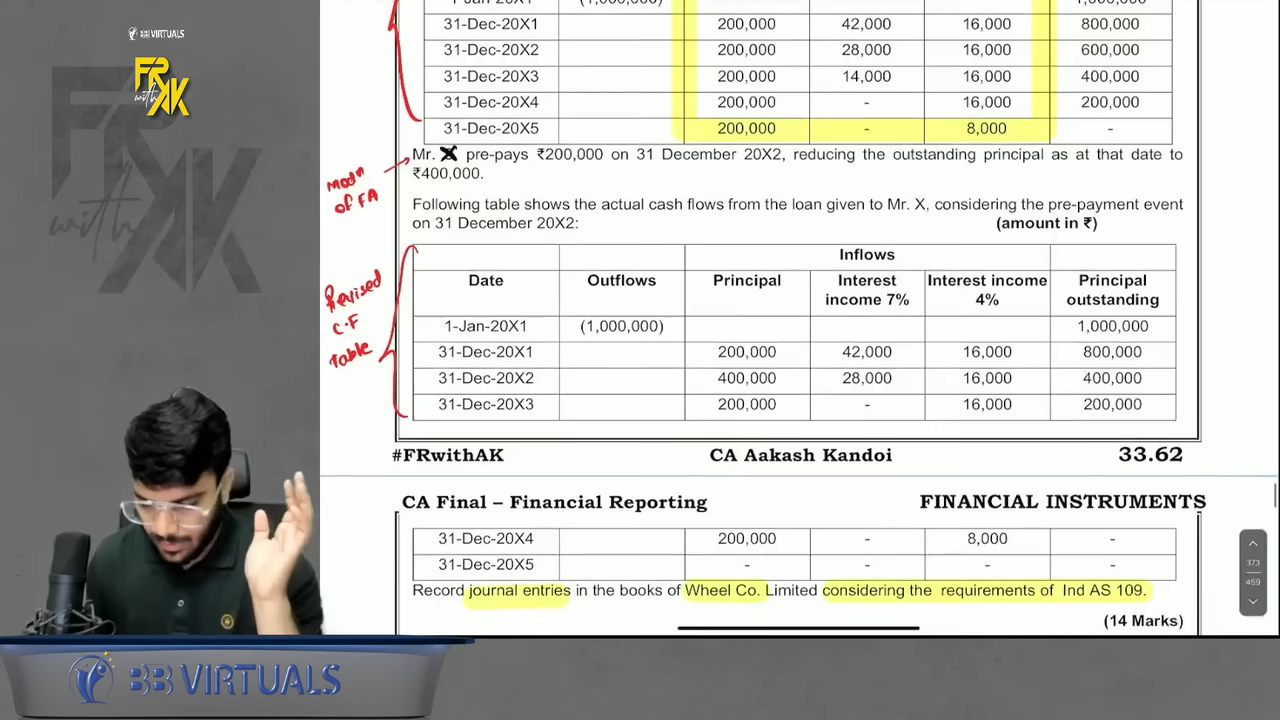 BB VIRTUALS
FR
with
AK
FR
with
AK
1-Jan-20X1 (1,000,000) 1,000,000
31-Dec-20X1 200,000 42,000 16,000 800,000
31-Dec-20X2 200,000 28,000 16,000 600,000
31-Dec-20X3 200,000 14,000 16,000 400,000
31-Dec-20X4 200,000 - 16,000 200,000
31-Dec-20X5 200,000 - 8,000 -
Mr. X pre-pays ₹200,000 on 31 December 20X2, reducing the outstanding principal as at that date to
₹400,000.
modn
of FA
Following table shows the actual cash flows from the loan given to Mr. X, considering the pre-payment event
on 31 December 20X2: (amount in ₹)
Revised
C.F
Table
Inflows
Date Outflows Principal Interest income 7% Interest income 4% Principal outstanding
1-Jan-20X1 (1,000,000) 1,000,000
31-Dec-20X1 200,000 42,000 16,000 800,000
31-Dec-20X2 400,000 28,000 16,000 400,000
31-Dec-20X3 200,000 - 16,000 200,000
#FRwithAK CA Aakash Kandoi 33.62
CA Final – Financial Reporting FINANCIAL INSTRUMENTS
31-Dec-20X4 200,000 - 8,000 -
31-Dec-20X5 - - - -
Record journal entries in the books of Wheel Co. Limited considering the requirements of Ind AS 109.
(14 Marks)
373
459
BB VIRTUALS